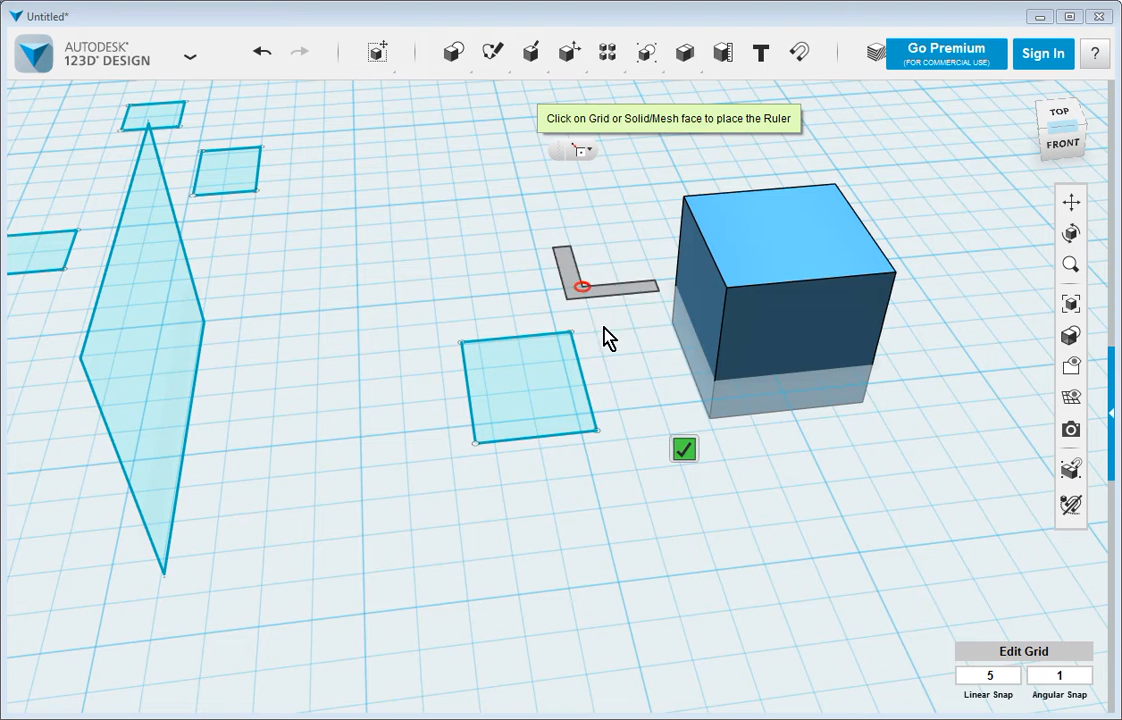 Untitled*
AUTODESK®
123D® DESIGN
T
Go Premium
(FOR COMMERCIAL USE)
Sign In
?
Click on Grid or Solid/Mesh face to place the Ruler
TOP
FRONT
Edit Grid
5
1
Linear Snap
Angular Snap